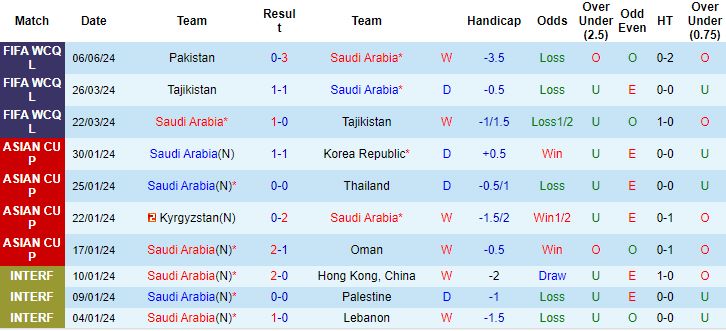 Match Date Team Result Team Handicap Odds Over Under (2.5) Odd Even HT Over Under (0.75)
FIFA WCQL 06/06/24 Pakistan 0-3 Saudi Arabia* W -3.5 Loss O O 0-2 O
FIFA WCQL 26/03/24 Tajikistan 1-1 Saudi Arabia* D -0.5 Loss U E 0-0 U
FIFA WCQL 22/03/24 Saudi Arabia* 1-0 Tajikistan W -1/1.5 Loss1/2 U O 1-0 O
ASIAN CUP 30/01/24 Saudi Arabia(N) 1-1 Korea Republic* D +0.5 Win U E 0-0 U
ASIAN CUP 25/01/24 Saudi Arabia(N)* 0-0 Thailand D -0.5/1 Loss U E 0-0 U
ASIAN CUP 22/01/24 2 Kyrgyzstan(N) 0-2 Saudi Arabia* W -1.5/2 Win1/2 U E 0-1 O
ASIAN CUP 17/01/24 Saudi Arabia(N)* 2-1 Oman W -0.5 Win O O 0-1 O
INTERF 10/01/24 Saudi Arabia(N)* 2-0 Hong Kong, China W -2 Draw U E 1-0 O
INTERF 09/01/24 Saudi Arabia(N)* 0-0 Palestine D -1 Loss U E 0-0 U
INTERF 04/01/24 Saudi Arabia(N)* 1-0 Lebanon W -1.5 Loss U O 0-0 U